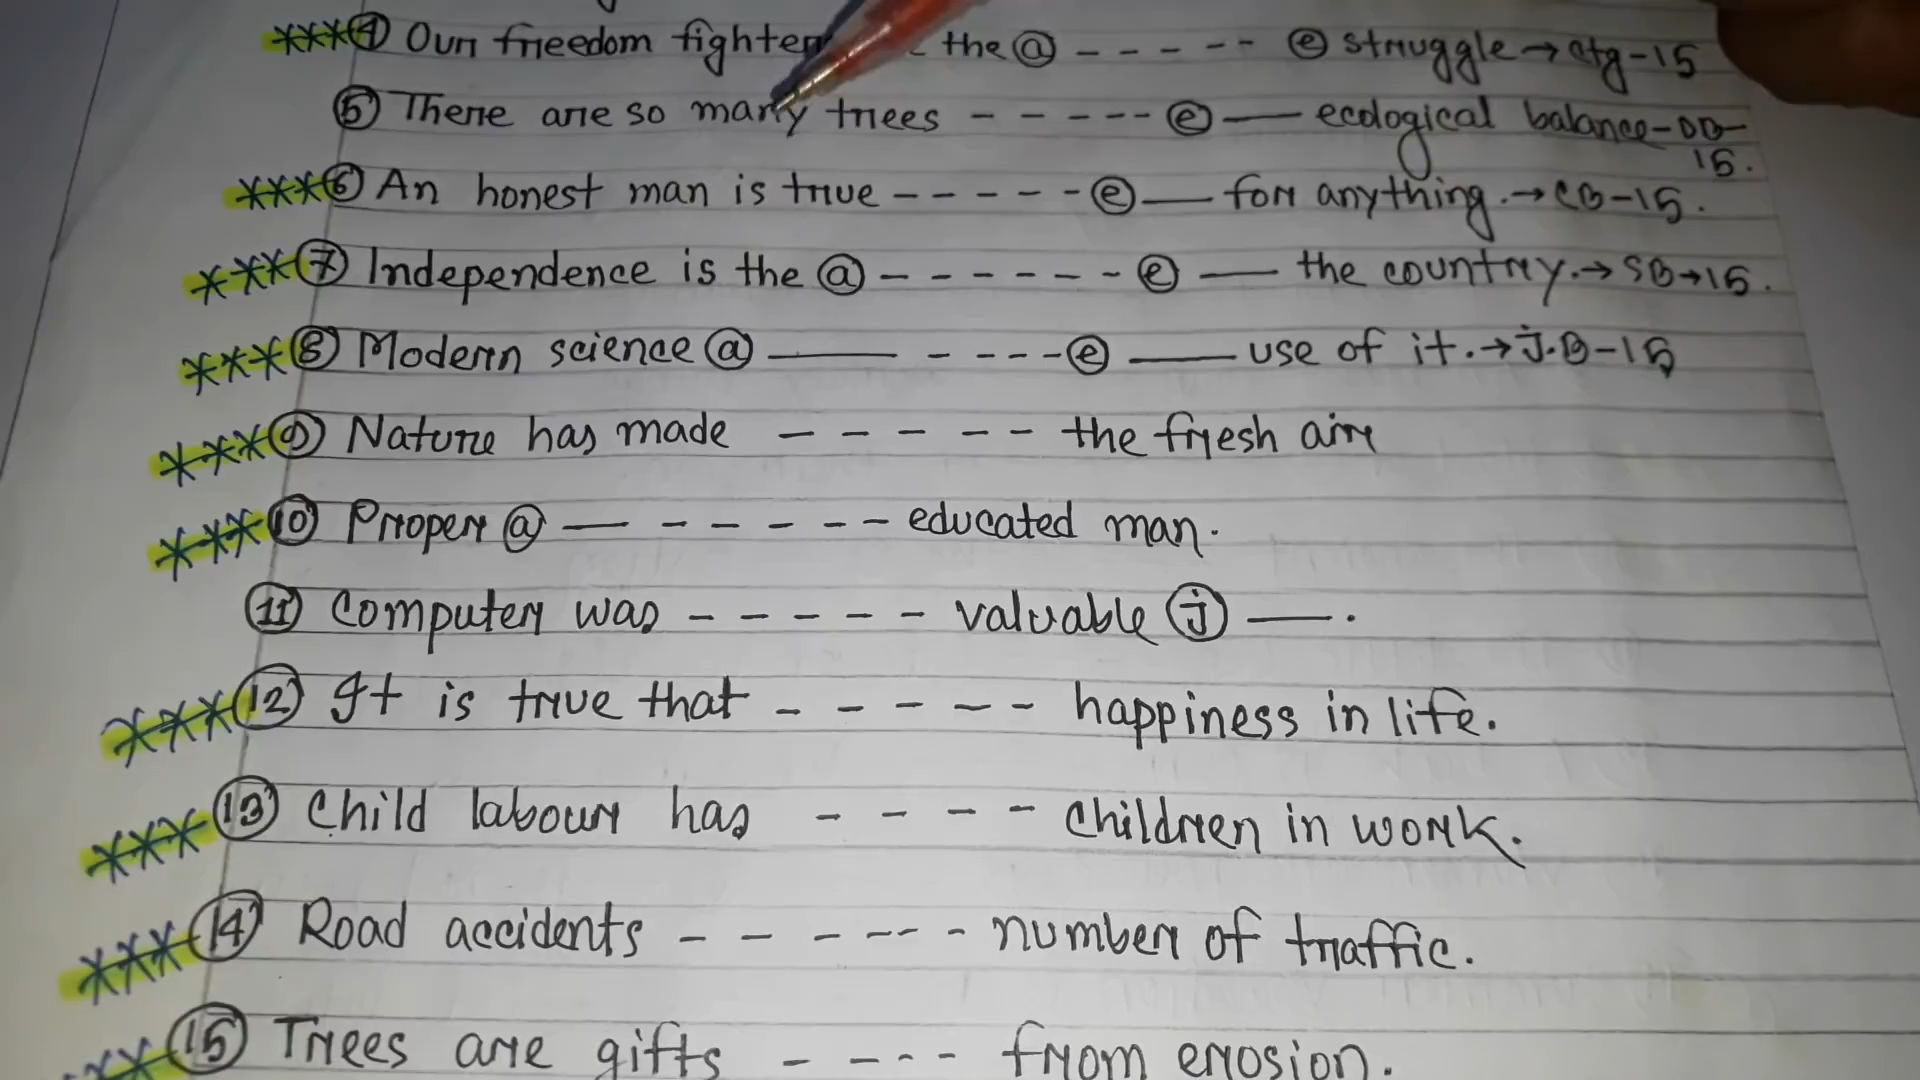 ***④ Our freedom fighter the ⓐ ------ ⓔ struggle → ctg-15
⑤ There are so many trees ----- ⓔ — ecological balance-DB-
15.
***⑥ An honest man is true ----- ⓔ — for anything. → CB-15.
***⑦ Independence is the ⓐ ------ ⓔ — the country. → SB→15.
***⑧ Modern science ⓐ — ---- ⓔ — use of it. → J.B-15
***⑨ Nature has made ----- the fresh air
***⑩ Proper ⓐ — ------ educated man.
⑪ Computer was ----- valuable ⓙ —.
***⑫ It is true that ----- happiness in life.
***⑬ Child labour has ---- children in work.
***⑭ Road accidents ------ number of traffic.
**⑮ Trees are gifts ---- from erosion.